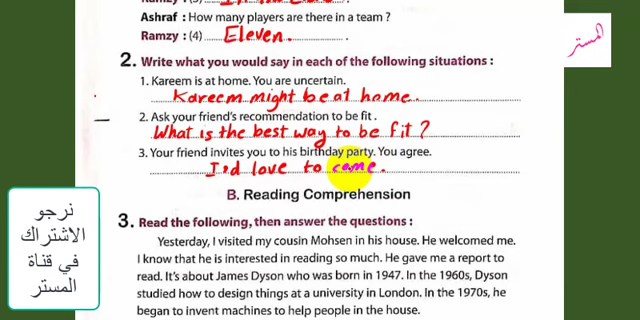 Ramzy : (3)
Ashraf : How many players are there in a team ?
Ramzy : (4) Eleven.
المستر
2. Write what you would say in each of the following situations :
1. Kareem is at home. You are uncertain.
Kareem might be at home.
2. Ask your friend's recommendation to be fit.
What is the best way to be fit?
3. Your friend invites you to his birthday party. You agree.
I'd love to come.
B. Reading Comprehension
نرجو
الاشتراك
في قناة
المستر
3. Read the following, then answer the questions :
Yesterday, I visited my cousin Mohsen in his house. He welcomed me.
I know that he is interested in reading so much. He gave me a report to
read. It's about James Dyson who was born in 1947. In the 1960s, Dyson
studied how to design things at a university in London. In the 1970s, he
began to invent machines to help people in the house.